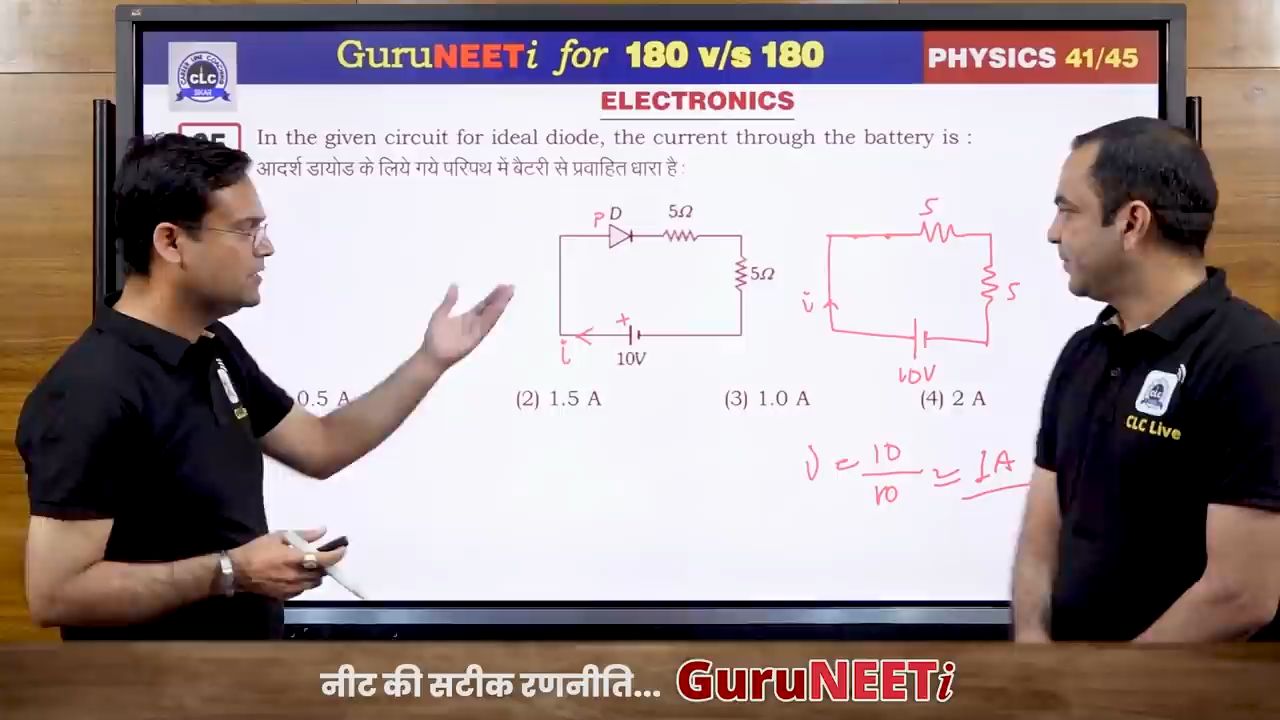 GuruNEETi for 180 v/s 180
PHYSICS 41/45
CLC
SIKAR
ELECTRONICS
In the given circuit for ideal diode, the current through the battery is :
आदर्श डायोड के लिये गये परिपथ में बैटरी से प्रवाहित धारा है :
P D 5Ω
5Ω
+
i
10V
5
5
i
10V
0.5 A (2) 1.5 A (3) 1.0 A (4) 2 A
i = 10/10 = 1A
CLC Live
नीट की सटीक रणनीति... GuruNEETi